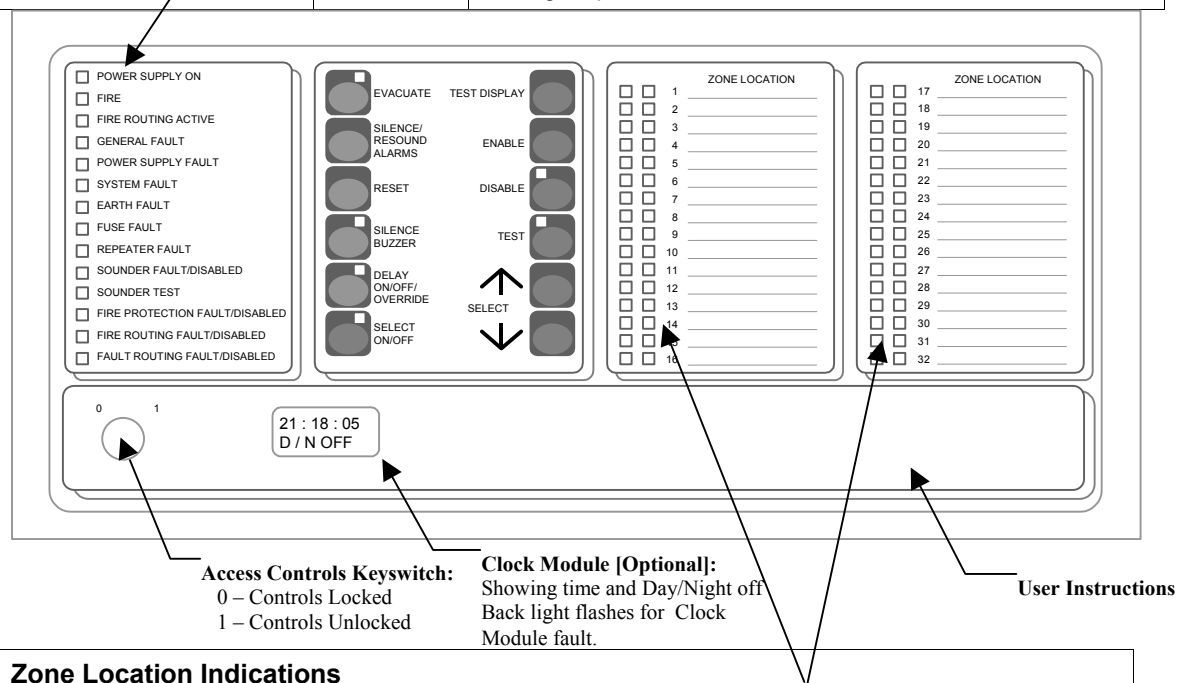 POWER SUPPLY ON
FIRE
FIRE ROUTING ACTIVE
GENERAL FAULT
POWER SUPPLY FAULT
SYSTEM FAULT
EARTH FAULT
FUSE FAULT
REPEATER FAULT
SOUNDER FAULT/DISABLED
SOUNDER TEST
FIRE PROTECTION FAULT/DISABLED
FIRE ROUTING FAULT/DISABLED
FAULT ROUTING FAULT/DISABLED
EVACUATE
SILENCE/
RESOUND
ALARMS
RESET
SILENCE
BUZZER
DELAY
ON/OFF/
OVERRIDE
SELECT
ON/OFF
TEST DISPLAY
ENABLE
DISABLE
TEST
SELECT
ZONE LOCATION
1
2
3
4
5
6
7
8
9
10
11
12
13
14
15
16
ZONE LOCATION
17
18
19
20
21
22
23
24
25
26
27
28
29
30
31
32
0 1
21 : 18 : 05
D / N OFF
Access Controls Keyswitch:
0 – Controls Locked
1 – Controls Unlocked
Clock Module [Optional]:
Showing time and Day/Night off
Back light flashes for Clock
Module fault.
User Instructions
Zone Location Indications